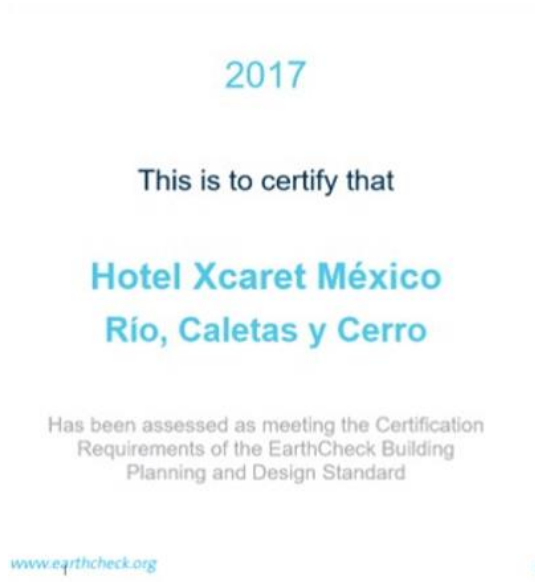 2017
This is to certify that
Hotel Xcaret México
Río, Caletas y Cerro
Has been assessed as meeting the Certification
Requirements of the EarthCheck Building
Planning and Design Standard
www.earthcheck.org